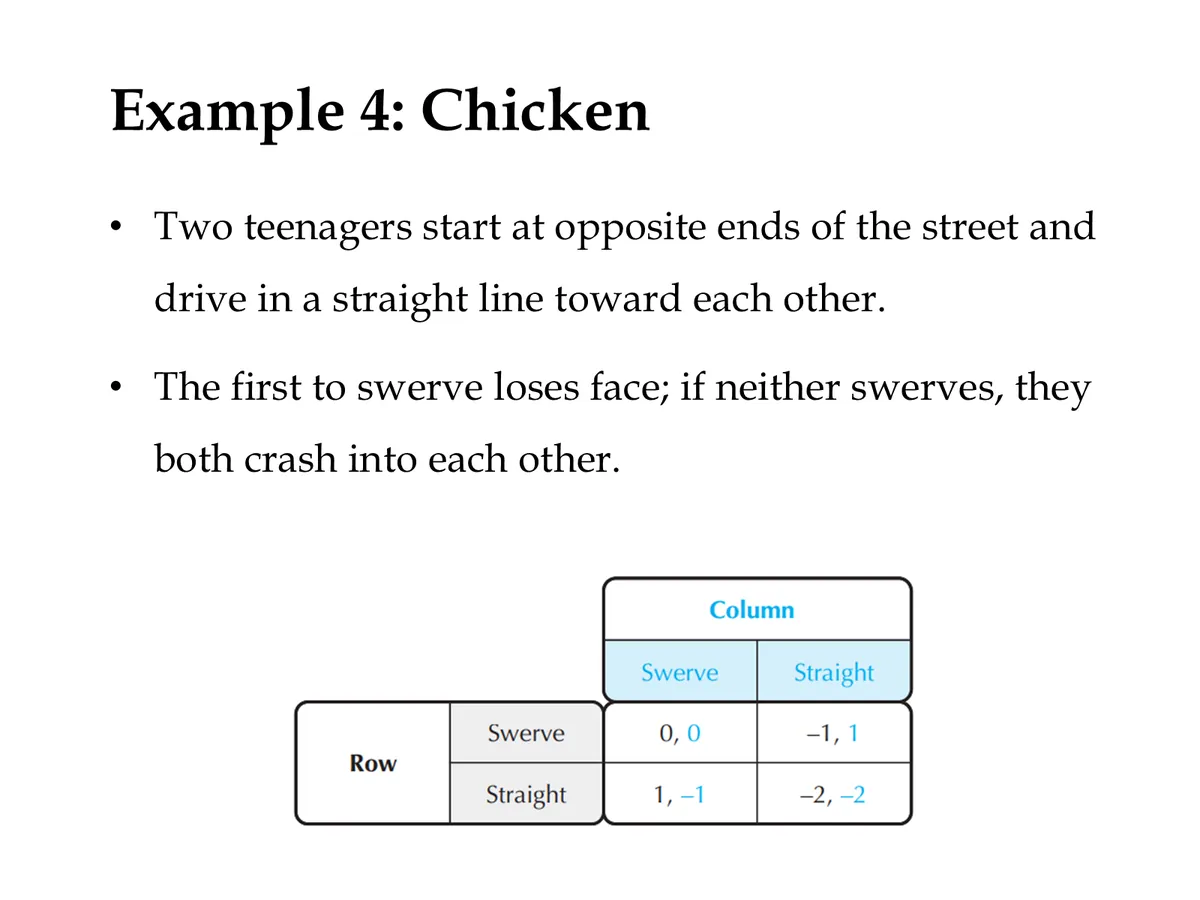 Example 4: Chicken
• Two teenagers start at opposite ends of the street and
drive in a straight line toward each other.
• The first to swerve loses face; if neither swerves, they
both crash into each other.
Column
Swerve Straight
Row
Swerve 0, 0 –1, 1
Straight 1, –1 –2, –2